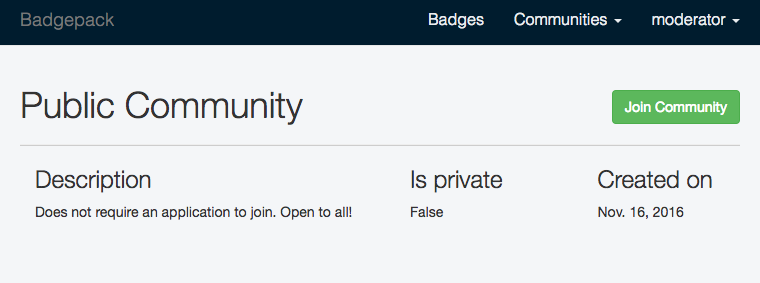 Badgepack Badges Communities moderator
Public Community Join Community
Description Is private Created on
Does not require an application to join. Open to all! False Nov. 16, 2016